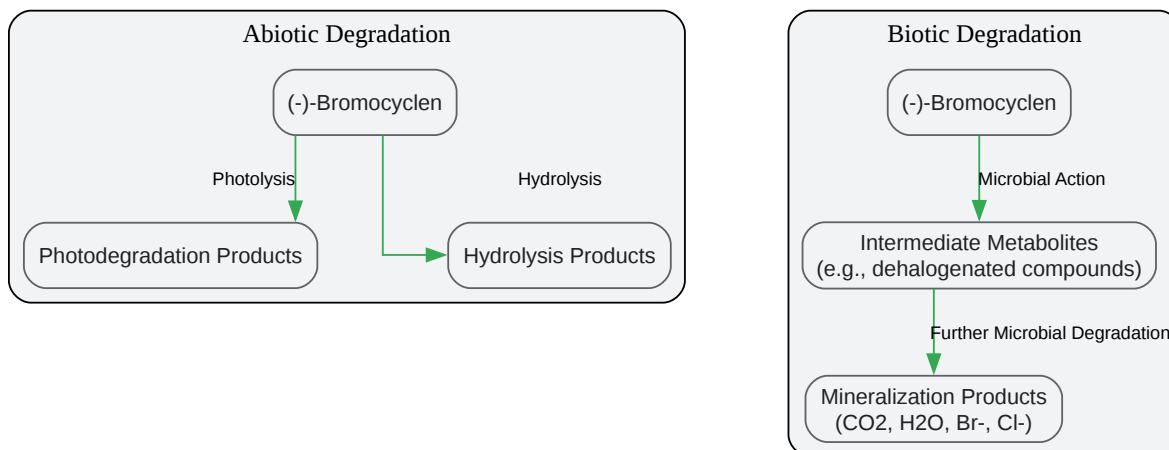 Abiotic Degradation
(-)-Bromocyclen
Photolysis
Hydrolysis
Photodegradation Products
Hydrolysis Products
Biotic Degradation
(-)-Bromocyclen
Microbial Action
Intermediate Metabolites
(e.g., dehalogenated compounds)
Further Microbial Degradation
Mineralization Products
(CO2, H2O, Br-, Cl-)